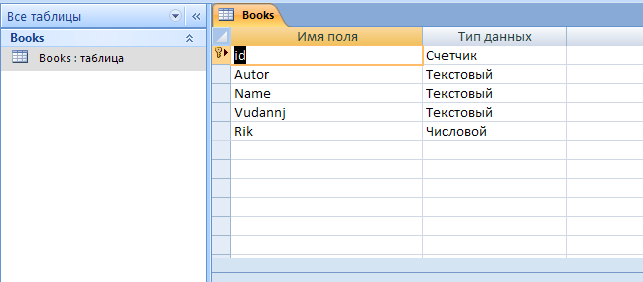 Все таблицы
Books
Books : таблица
Books
Имя поля Тип данных
id Счетчик
Autor Текстовый
Name Текстовый
Vudannj Текстовый
Rik Числовой